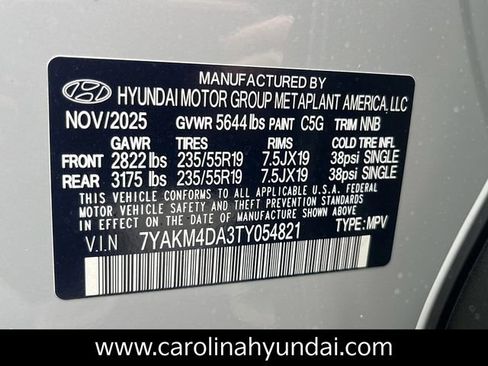 MANUFACTURED BY
HYUNDAI MOTOR GROUP METAPLANT AMERICA, LLC
NOV/2025 GVWR 5644 lbs PAINT C5G TRIM NNB
GAWR TIRES RIMS COLD TIRE INFL
FRONT 2822 lbs 235/55R19 7.5JX19 38psi SINGLE
REAR 3175 lbs 235/55R19 7.5JX19 38psi SINGLE
THIS VEHICLE CONFORMS TO ALL APPLICABLE U.S.A. FEDERAL
MOTOR VEHICLE SAFETY AND THEFT PREVENTION STANDARDS
IN EFFECT ON THE DATE OF MANUFACTURE SHOWN ABOVE.
V.I.N 7YAKM4DA3TY054821 TYPE: MPV
www.carolinahyundai.com